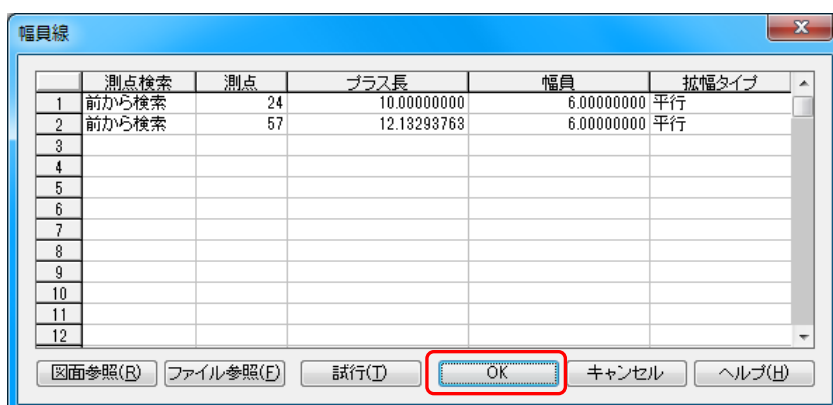 幅員線
測点検索 測点 プラス長 幅員 拡幅タイプ
1 前から検索 24 10.00000000 6.00000000 平行
2 前から検索 57 12.13293763 6.00000000 平行
3
4
5
6
7
8
9
10
11
12
図面参照(R) ファイル参照(F) 試行(T) OK キャンセル ヘルプ(H)